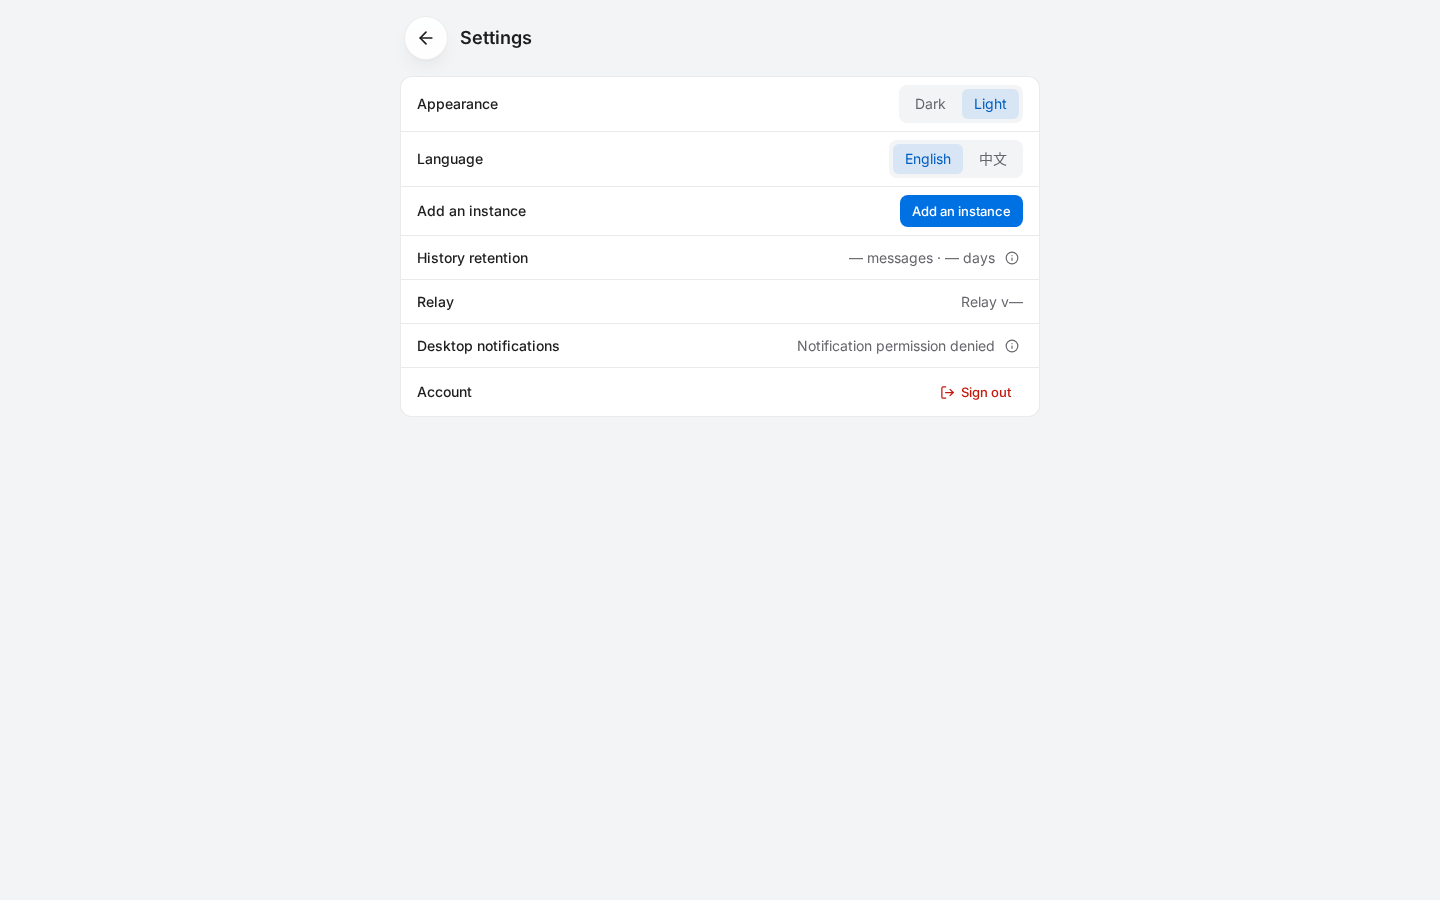 Settings
Appearance Dark Light
Language English 中文
Add an instance Add an instance
History retention — messages · — days
Relay Relay v—
Desktop notifications Notification permission denied
Account Sign out